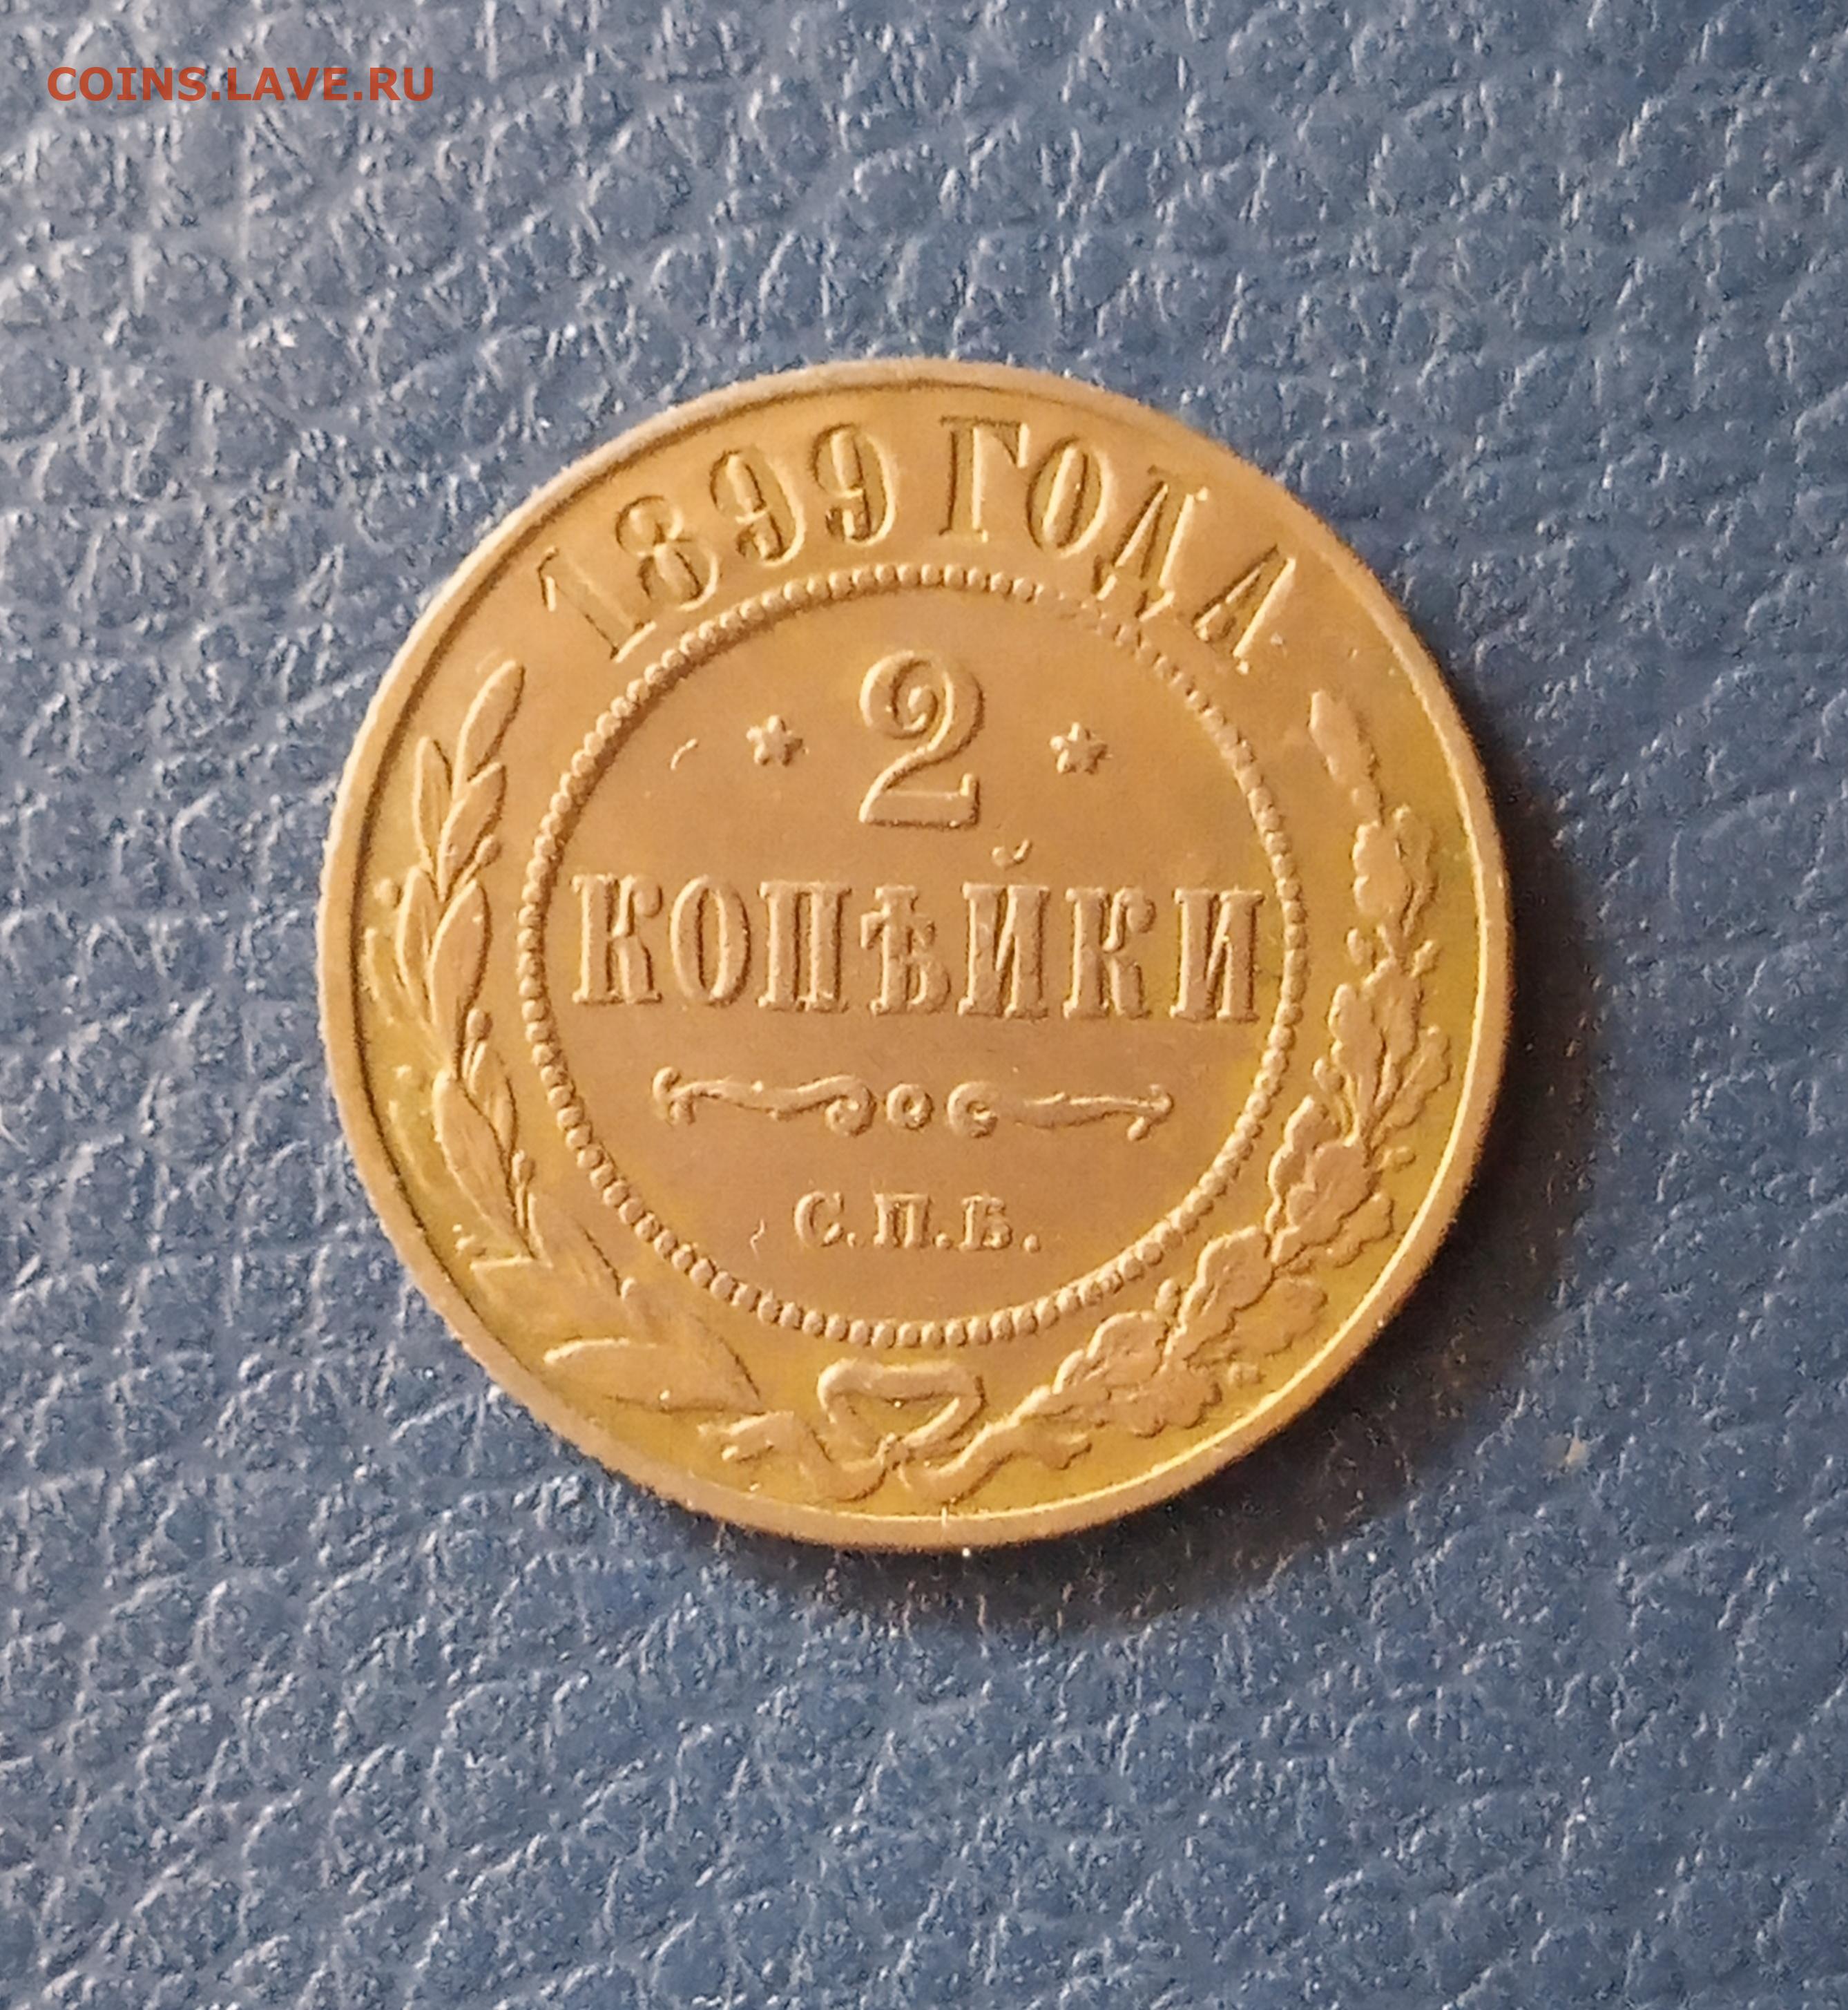 COINS.LAVE.RU
1899 ГОДА
* 2 *
КОПѢЙКИ
С.П.Б.